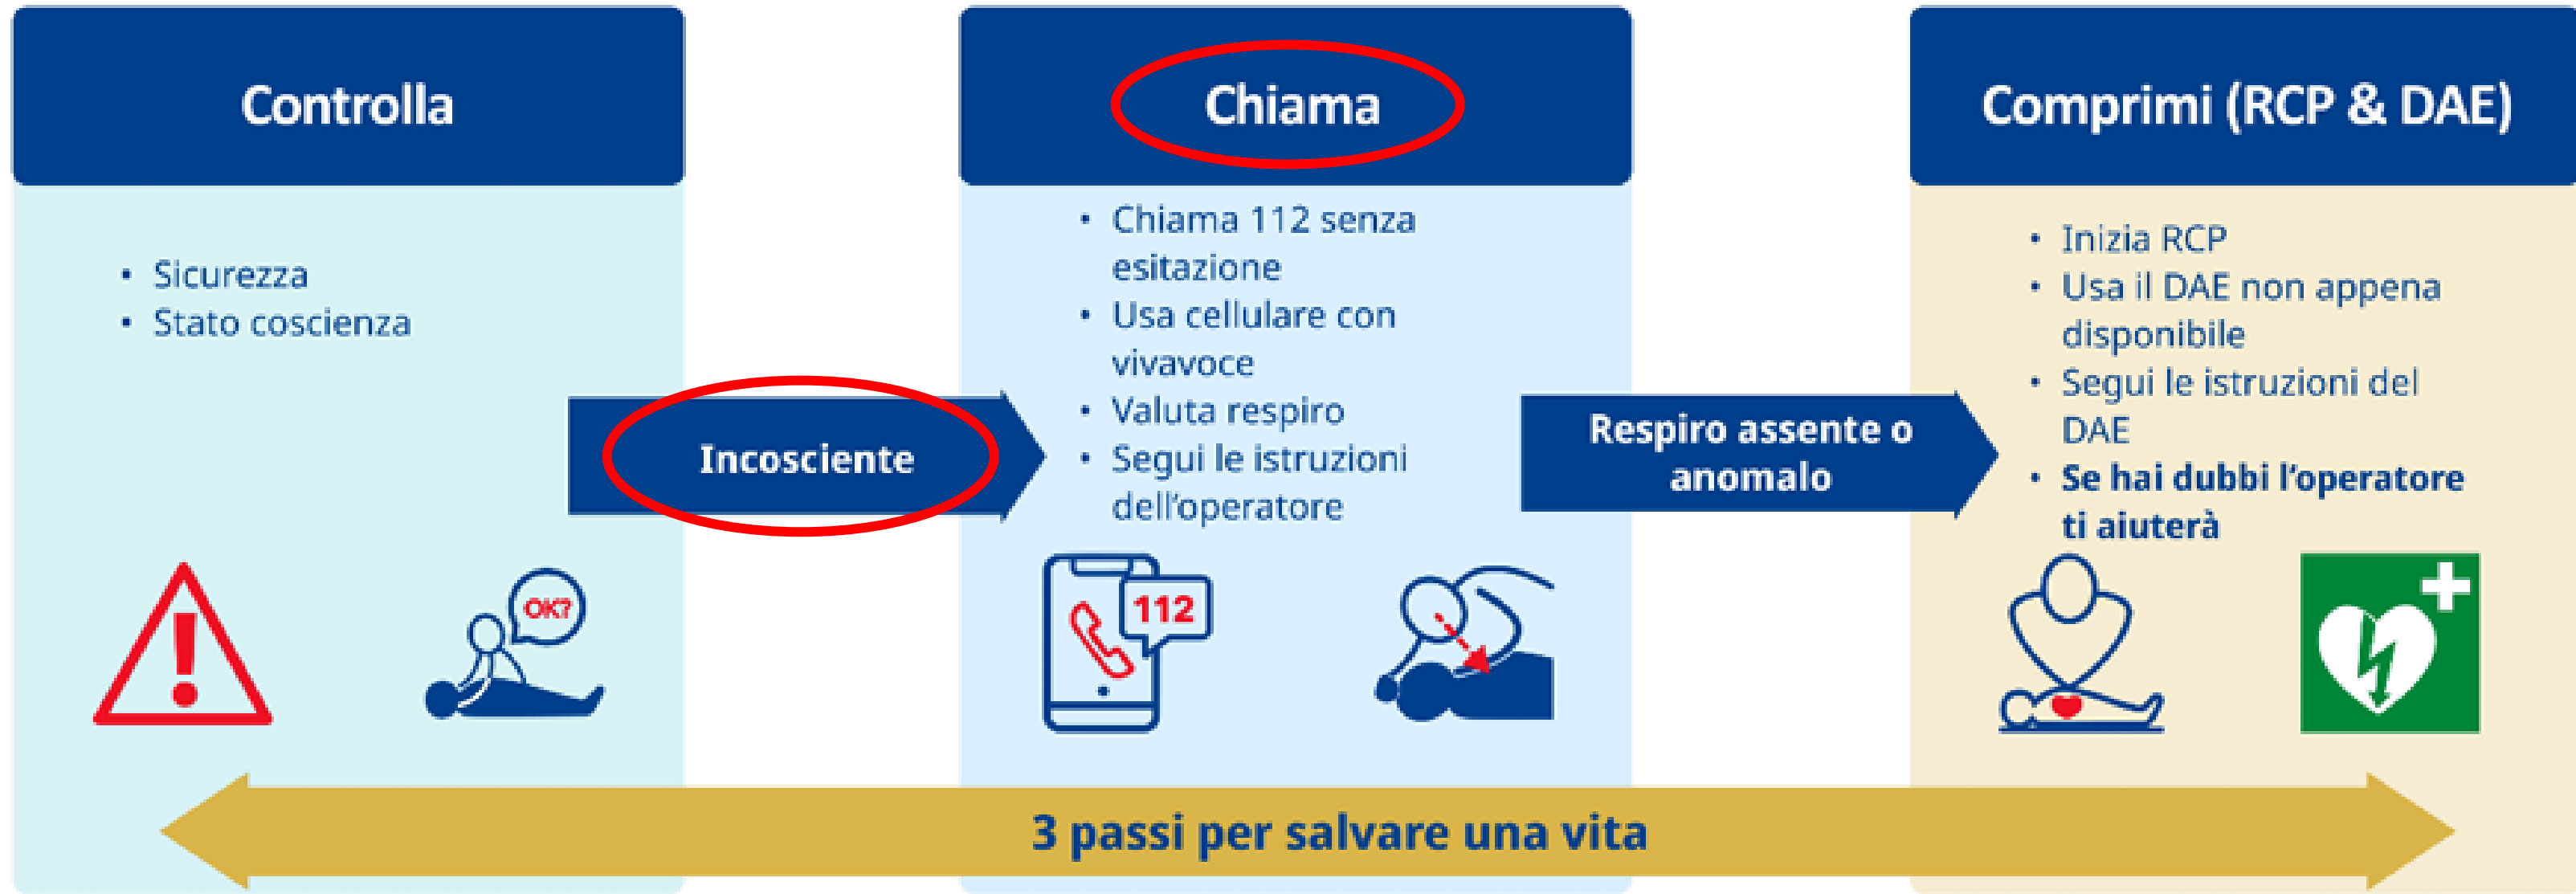 Controlla
• Sicurezza
• Stato coscienza
OK?
Incosciente
Chiama
• Chiama 112 senza
esitazione
• Usa cellulare con
vivavoce
• Valuta respiro
• Segui le istruzioni
dell'operatore
112
Respiro assente o
anomalo
Comprimi (RCP & DAE)
• Inizia RCP
• Usa il DAE non appena
disponibile
• Segui le istruzioni del
DAE
• Se hai dubbi l'operatore
ti aiuterà
3 passi per salvare una vita